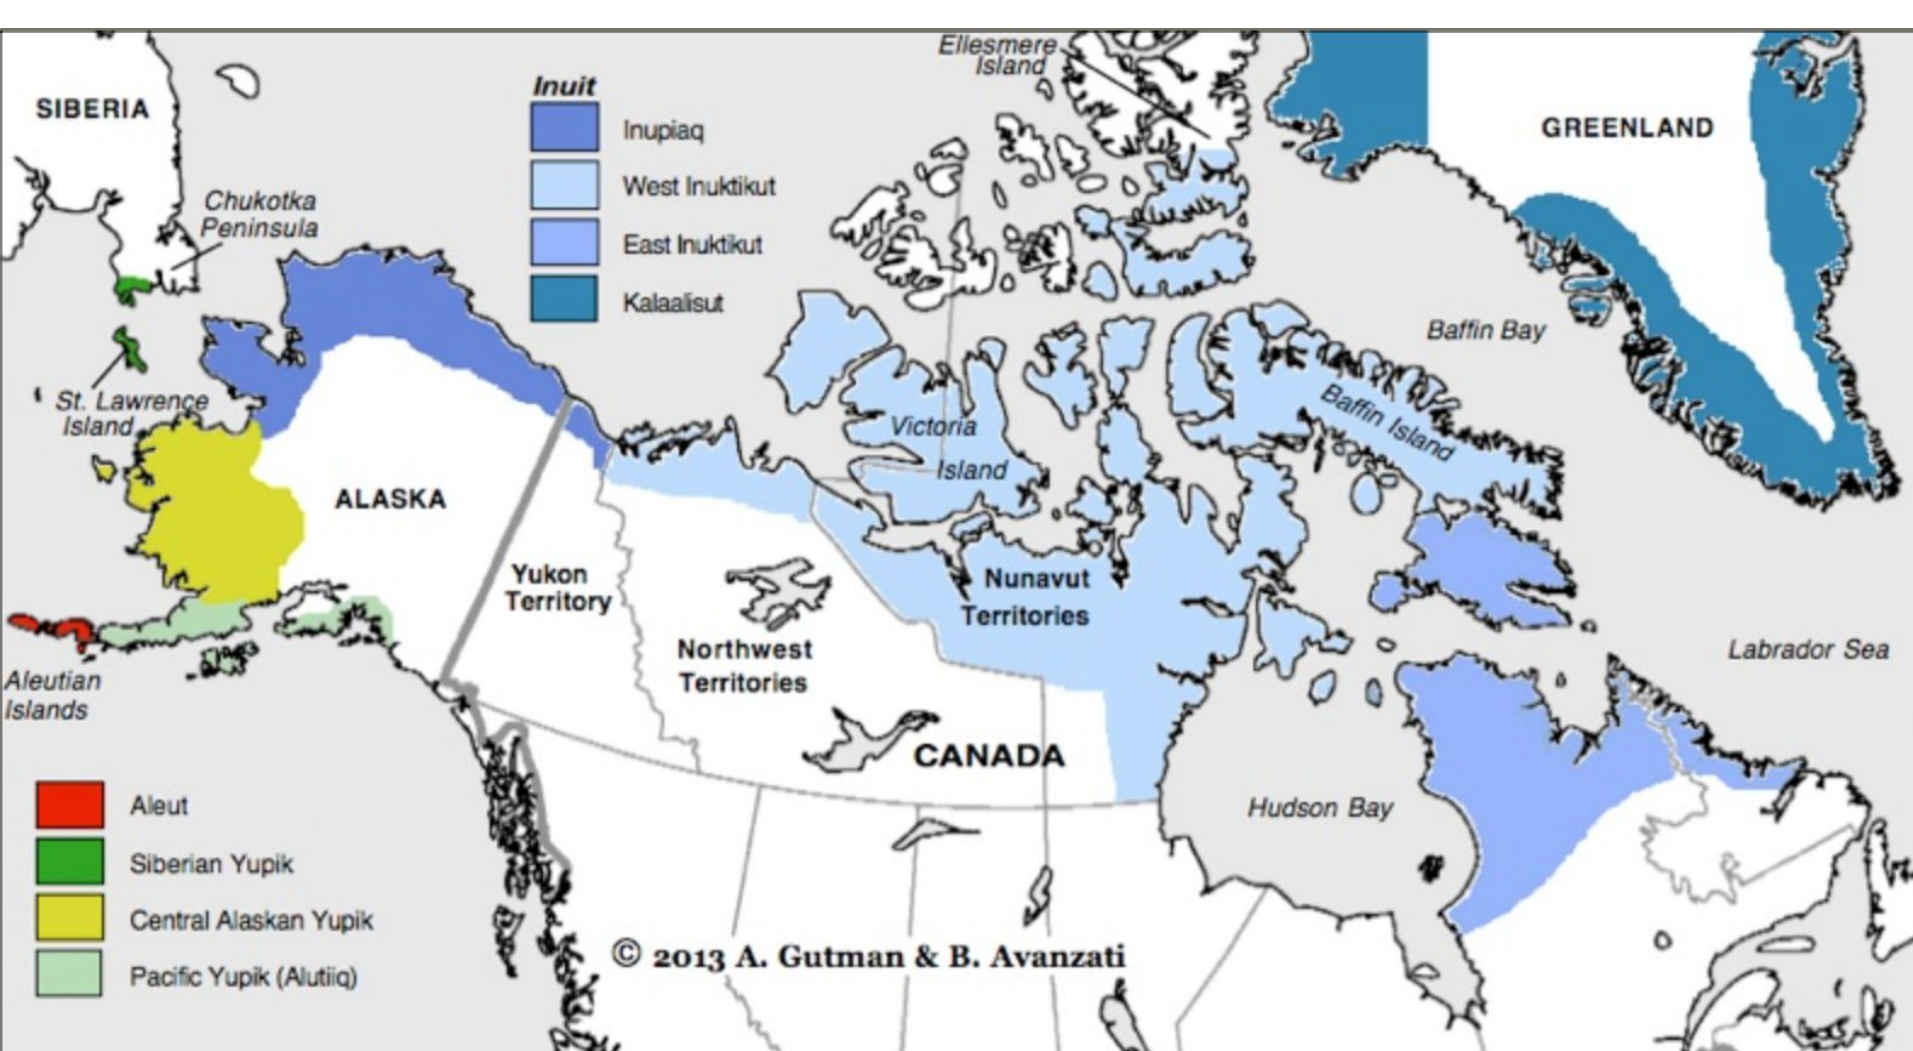 Ellesmere
Island
SIBERIA
Inuit
Inupiaq
West Inuktikut
East Inuktikut
Kalaalisut
GREENLAND
Chukotka
Peninsula
St. Lawrence
Island
Baffin Bay
Baffin Island
Victoria
Island
ALASKA
Yukon
Territory
Nunavut
Territories
Northwest
Territories
Labrador Sea
Aleutian
Islands
CANADA
Hudson Bay
Aleut
Siberian Yupik
Central Alaskan Yupik
Pacific Yupik (Alutiiq)
© 2013 A. Gutman & B. Avanzati